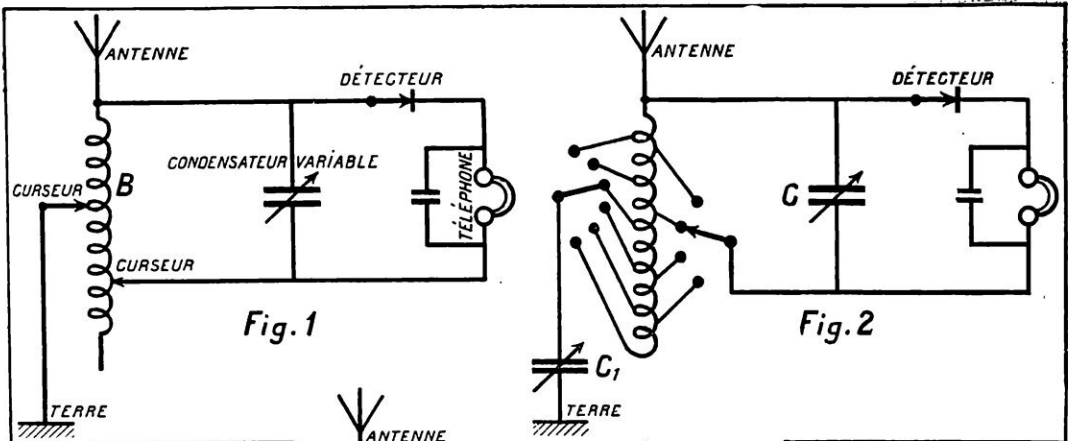 ANTENNE
DÉTECTEUR
CONDENSATEUR VARIABLE
TÉLÉPHONE
CURSEUR
B
CURSEUR
Fig. 1
TERRE
ANTENNE
DÉTECTEUR
C
Fig. 2
C1
TERRE
ANTENNE